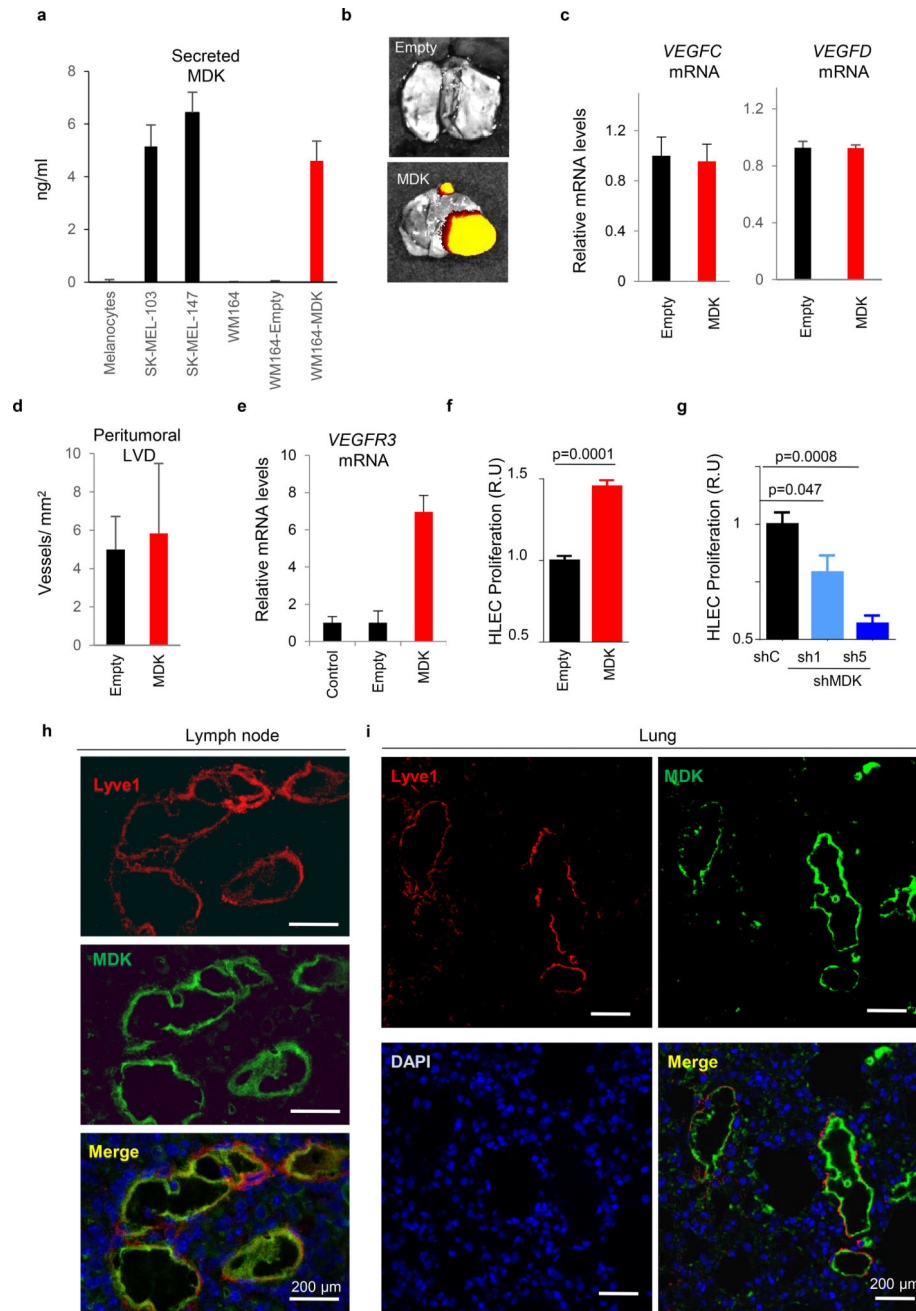 a
Secreted
MDK
ng/ml
8
6
4
2
0
Melanocytes
SK-MEL-103
SK-MEL-147
WM164
WM164-Empty
WM164-MDK
b
Empty
MDK
c
VEGFC
mRNA
Relative mRNA levels
1.2
0.8
0.4
0
Empty
MDK
VEGFD
mRNA
1.2
0.8
0.4
0
Empty
MDK
d
Peritumoral
LVD
Vessels/ mm²
10
8
6
4
2
0
Empty
MDK
e
VEGFR3
mRNA
Relative mRNA levels
10
8
6
4
2
0
Control
Empty
MDK
f
p=0.0001
HLEC Proliferation (R.U)
1.5
1.0
0.5
Empty
MDK
g
p=0.0008
p=0.047
HLEC Proliferation (R.U)
1
0.5
shC sh1 sh5
shMDK
h
Lymph node
Lyve1
MDK
Merge
200 µm
i
Lung
Lyve1
MDK
DAPI
Merge
200 µm